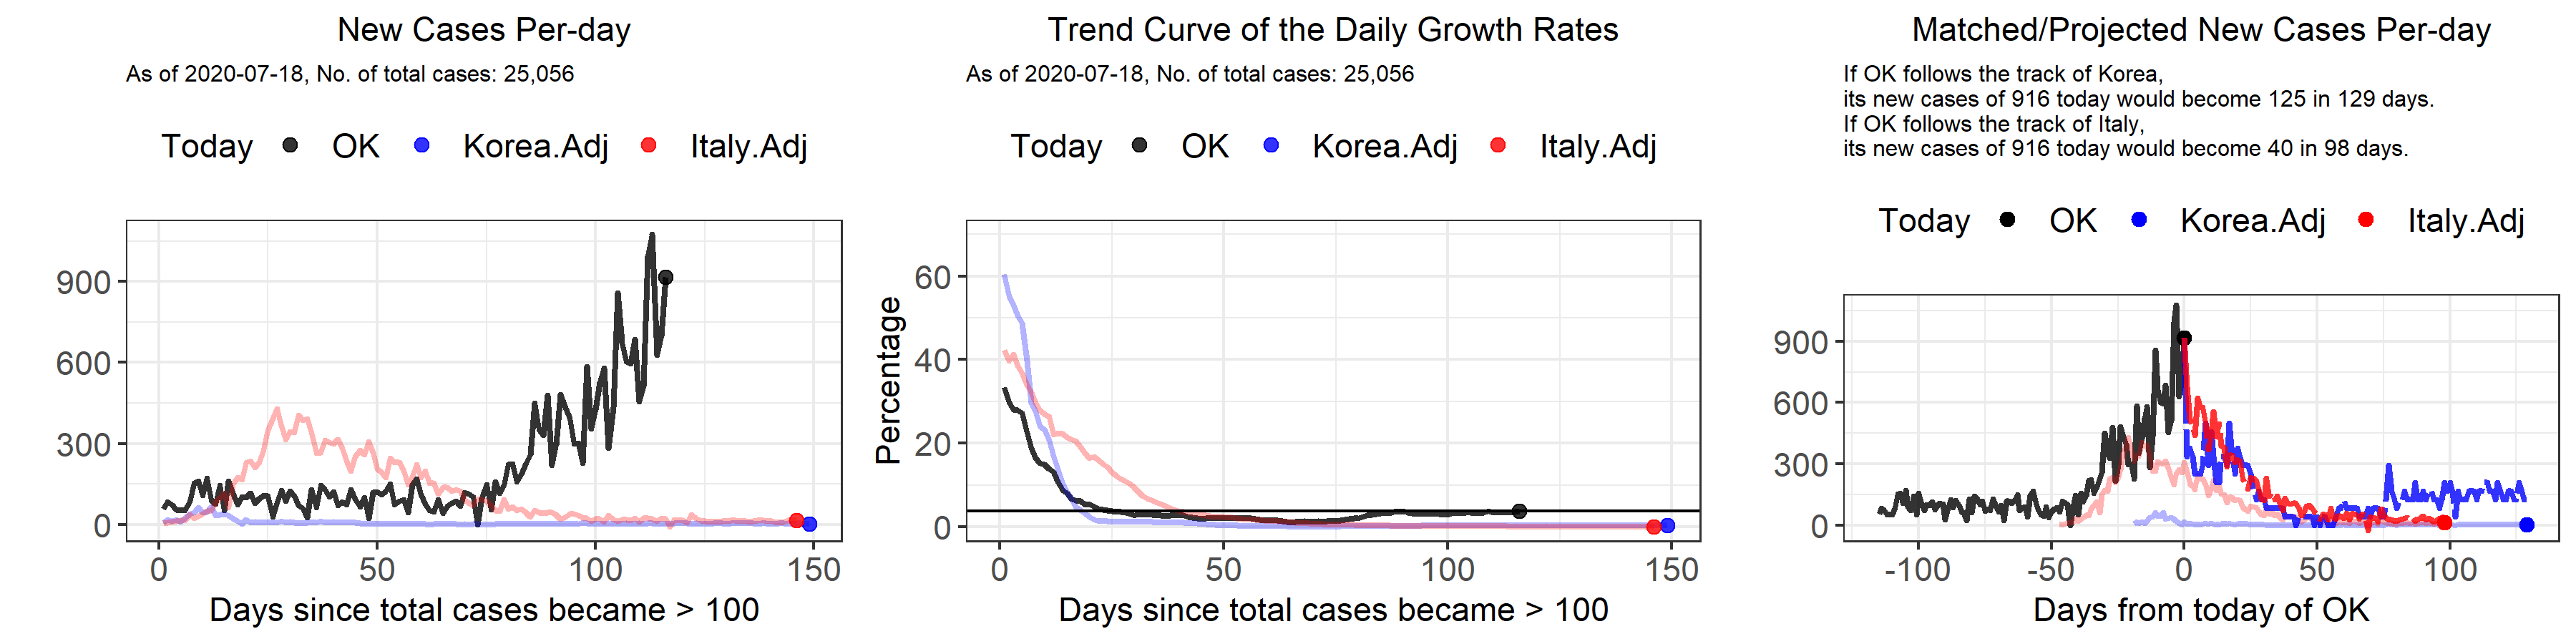 New Cases Per-day
As of 2020-07-18, No. of total cases: 25,056
Today OK Korea.Adj Italy.Adj
900
600
300
0
0 50 100 150
Days since total cases became > 100
Trend Curve of the Daily Growth Rates
As of 2020-07-18, No. of total cases: 25,056
Today OK Korea.Adj Italy.Adj
Percentage
60
40
20
0
0 50 100 150
Days since total cases became > 100
Matched/Projected New Cases Per-day
If OK follows the track of Korea,
its new cases of 916 today would become 125 in 129 days.
If OK follows the track of Italy,
its new cases of 916 today would become 40 in 98 days.
Today OK Korea.Adj Italy.Adj
900
600
300
0
-100 -50 0 50 100
Days from today of OK